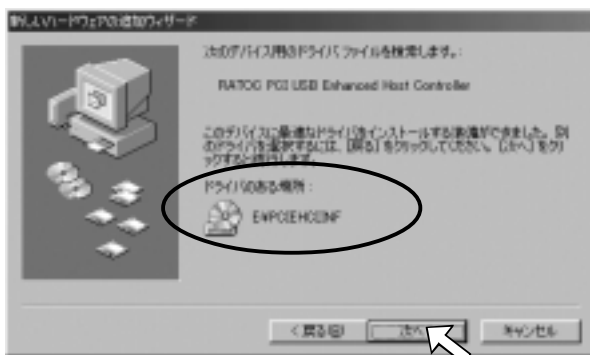 新しいハードウェアの追加ウィザード
次のデバイス用のドライバ ファイルを検索します。:
RATOC PCI USB Enhanced Host Controller
このデバイスに最適なドライバをインストールする準備ができました。別
のドライバを選択するには、[戻る] をクリックしてください。[次へ] をクリ
ックすると続行します。
ドライバのある場所:
< 戻る(B)
キャンセル